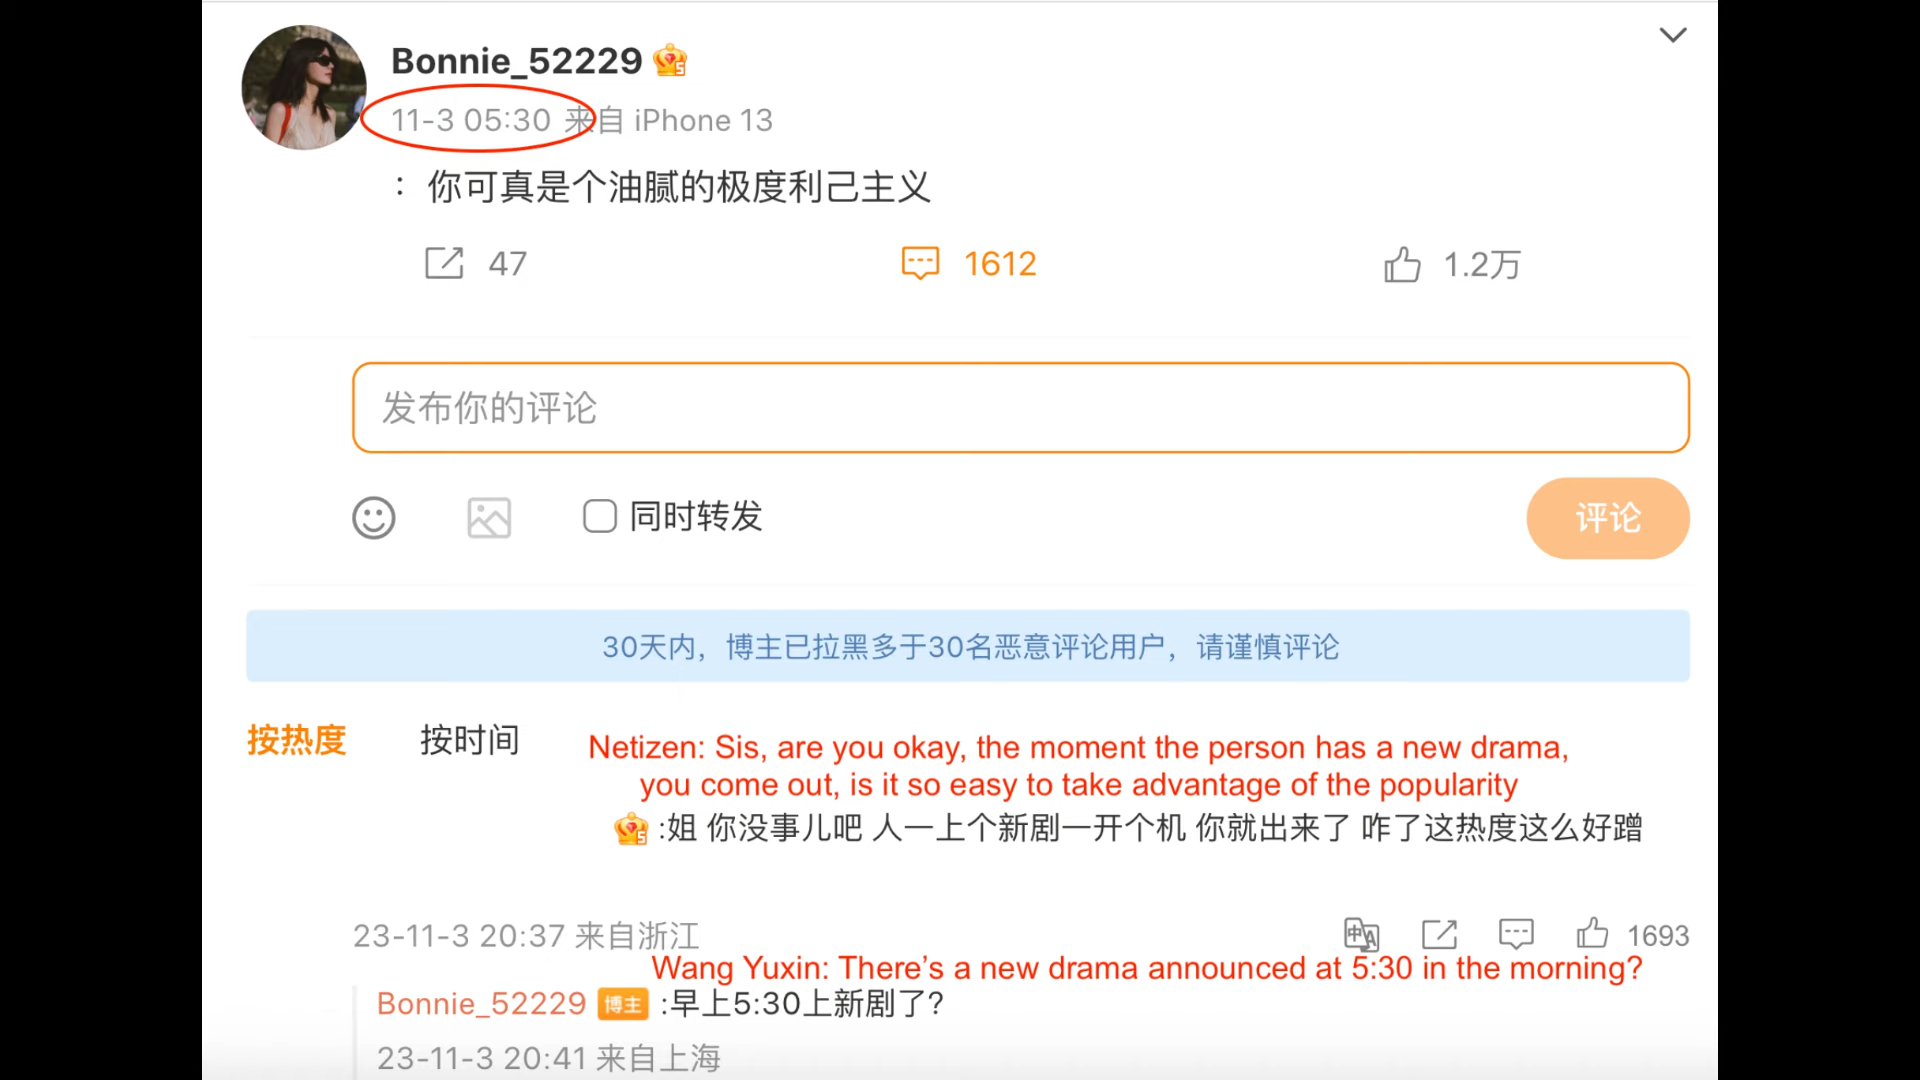 Bonnie_52229
11-3 05:30 来自 iPhone 13
： 你可真是个油腻的极度利己主义
47
1612
1.2万
发布你的评论
同时转发
评论
30天内，博主已拉黑多于30名恶意评论用户，请谨慎评论
按热度 按时间
Netizen: Sis, are you okay, the moment the person has a new drama,
you come out, is it so easy to take advantage of the popularity
:姐 你没事儿吧 人一上个新剧一开个机 你就出来了 咋了这热度这么好蹭
23-11-3 20:37 来自浙江
1693
Wang Yuxin: There’s a new drama announced at 5:30 in the morning?
Bonnie_52229 博主 :早上5:30上新剧了?
23-11-3 20:41 来自上海